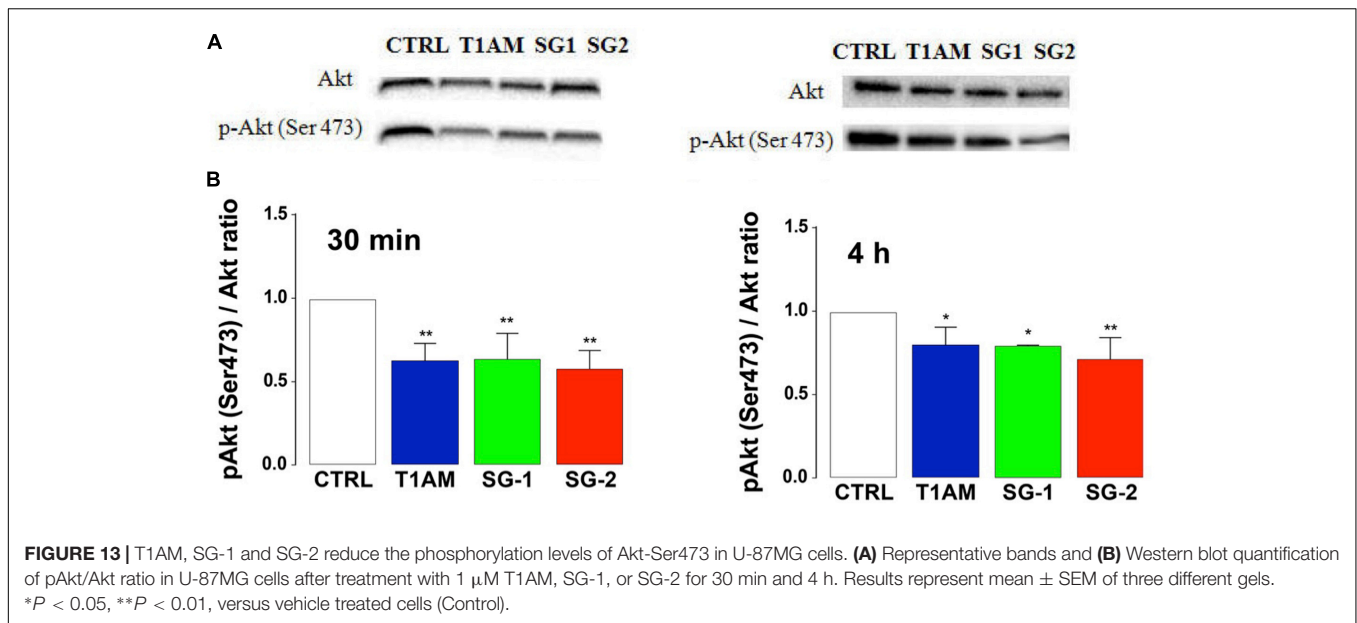 A
CTRL T1AM SG1 SG2
Akt
p-Akt (Ser 473)
CTRL T1AM SG1 SG2
Akt
p-Akt (Ser 473)
B
pAkt (Ser473) / Akt ratio
1.5
1.0
0.5
0.0
30 min
**
**
**
CTRL T1AM SG-1 SG-2
pAkt (Ser473) / Akt ratio
1.5
1.0
0.5
0.0
4 h
*
*
**
CTRL T1AM SG-1 SG-2
FIGURE 13 | T1AM, SG-1 and SG-2 reduce the phosphorylation levels of Akt-Ser473 in U-87MG cells. (A) Representative bands and (B) Western blot quantification
of pAkt/Akt ratio in U-87MG cells after treatment with 1 μM T1AM, SG-1, or SG-2 for 30 min and 4 h. Results represent mean ± SEM of three different gels.
*P < 0.05, **P < 0.01, versus vehicle treated cells (Control).